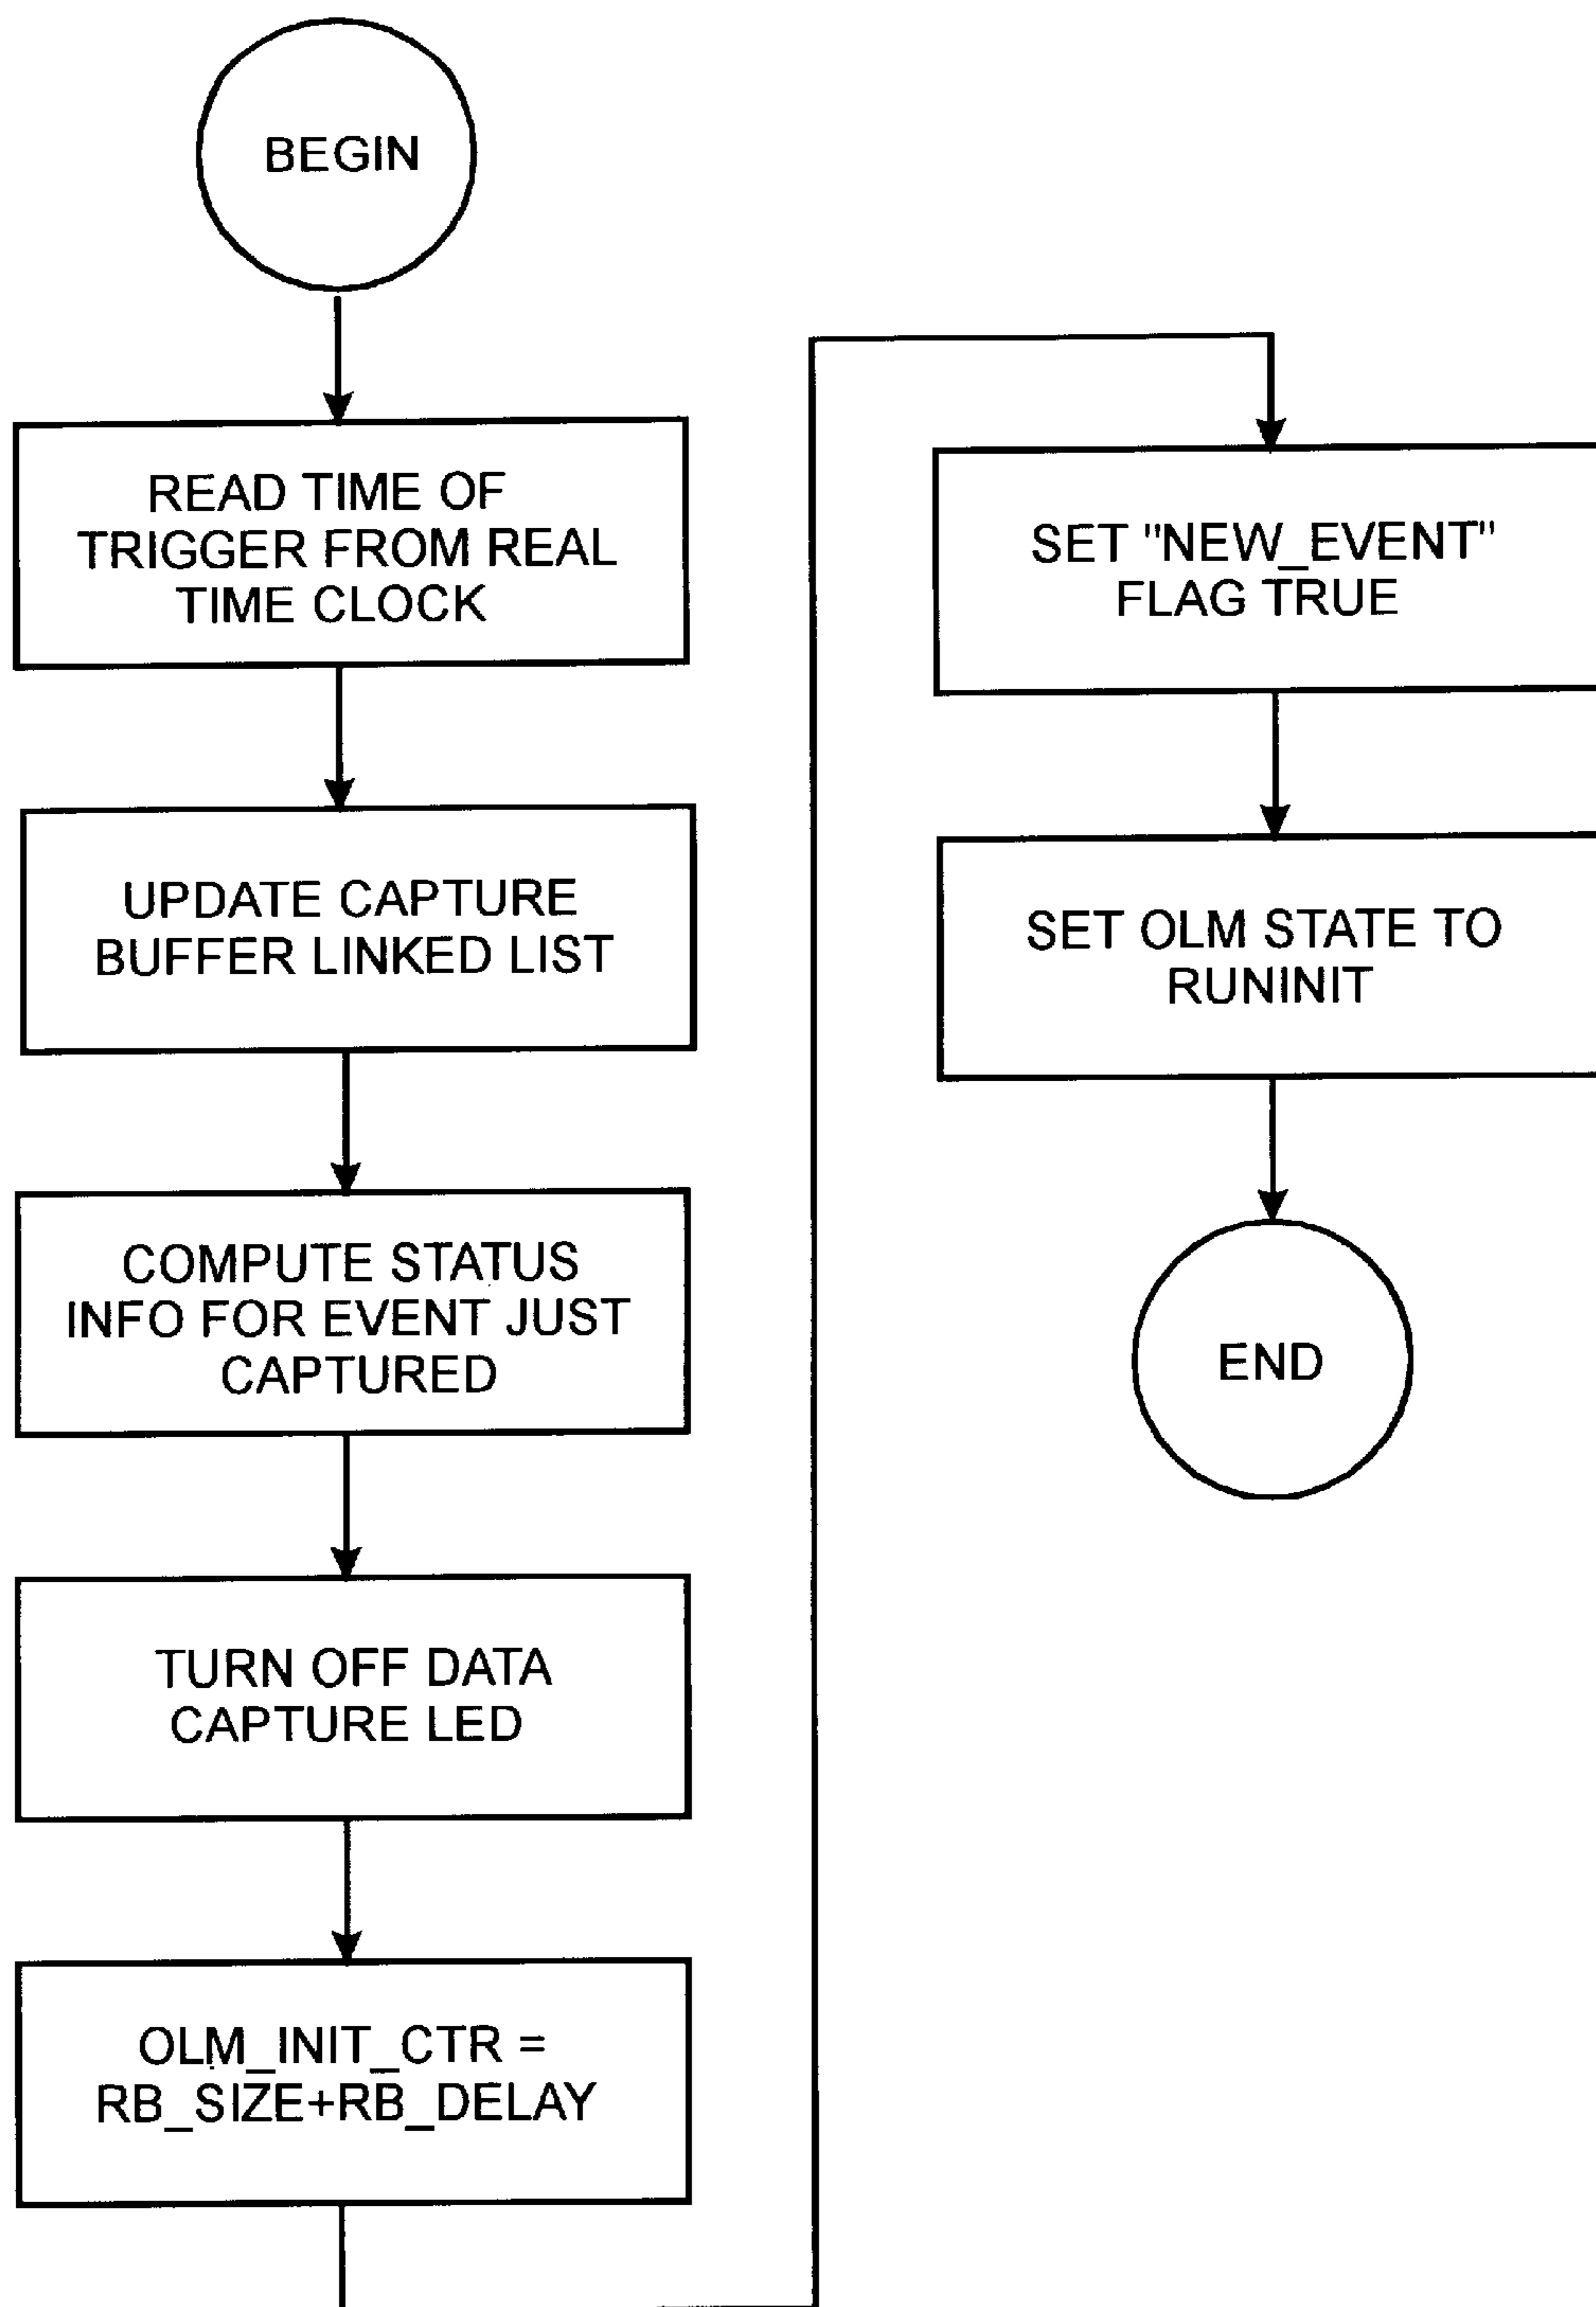 BEGIN
READ TIME OF
TRIGGER FROM REAL
TIME CLOCK
UPDATE CAPTURE
BUFFER LINKED LIST
COMPUTE STATUS
INFO FOR EVENT JUST
CAPTURED
TURN OFF DATA
CAPTURE LED
OLM_INIT_CTR =
RB_SIZE+RB_DELAY
SET "NEW_EVENT"
FLAG TRUE
SET OLM STATE TO
RUNINIT
END